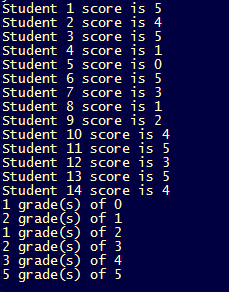 Student 1 score is 5
Student 2 score is 4
Student 3 score is 5
Student 4 score is 1
Student 5 score is 0
Student 6 score is 5
Student 7 score is 3
Student 8 score is 1
Student 9 score is 2
Student 10 score is 4
Student 11 score is 5
Student 12 score is 3
Student 13 score is 5
Student 14 score is 4
1 grade(s) of 0
2 grade(s) of 1
1 grade(s) of 2
2 grade(s) of 3
3 grade(s) of 4
5 grade(s) of 5